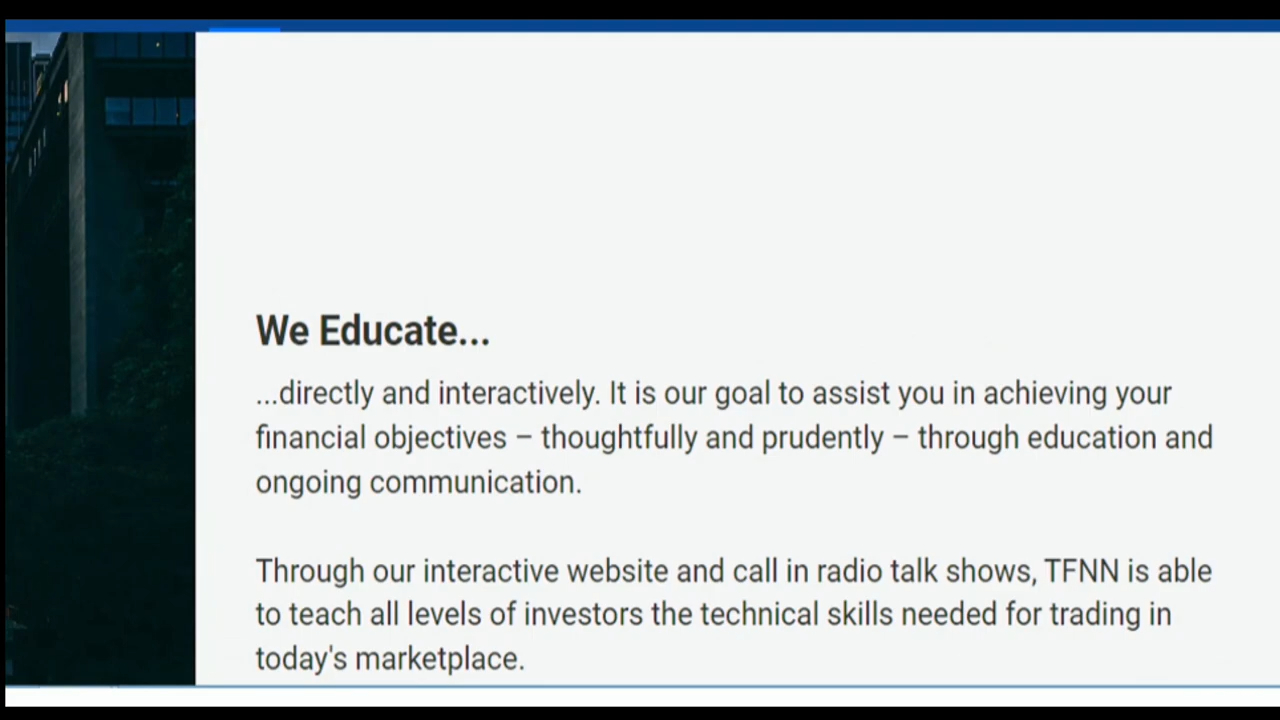 We Educate...
...directly and interactively. It is our goal to assist you in achieving your
financial objectives – thoughtfully and prudently – through education and
ongoing communication.
Through our interactive website and call in radio talk shows, TFNN is able
to teach all levels of investors the technical skills needed for trading in
today's marketplace.